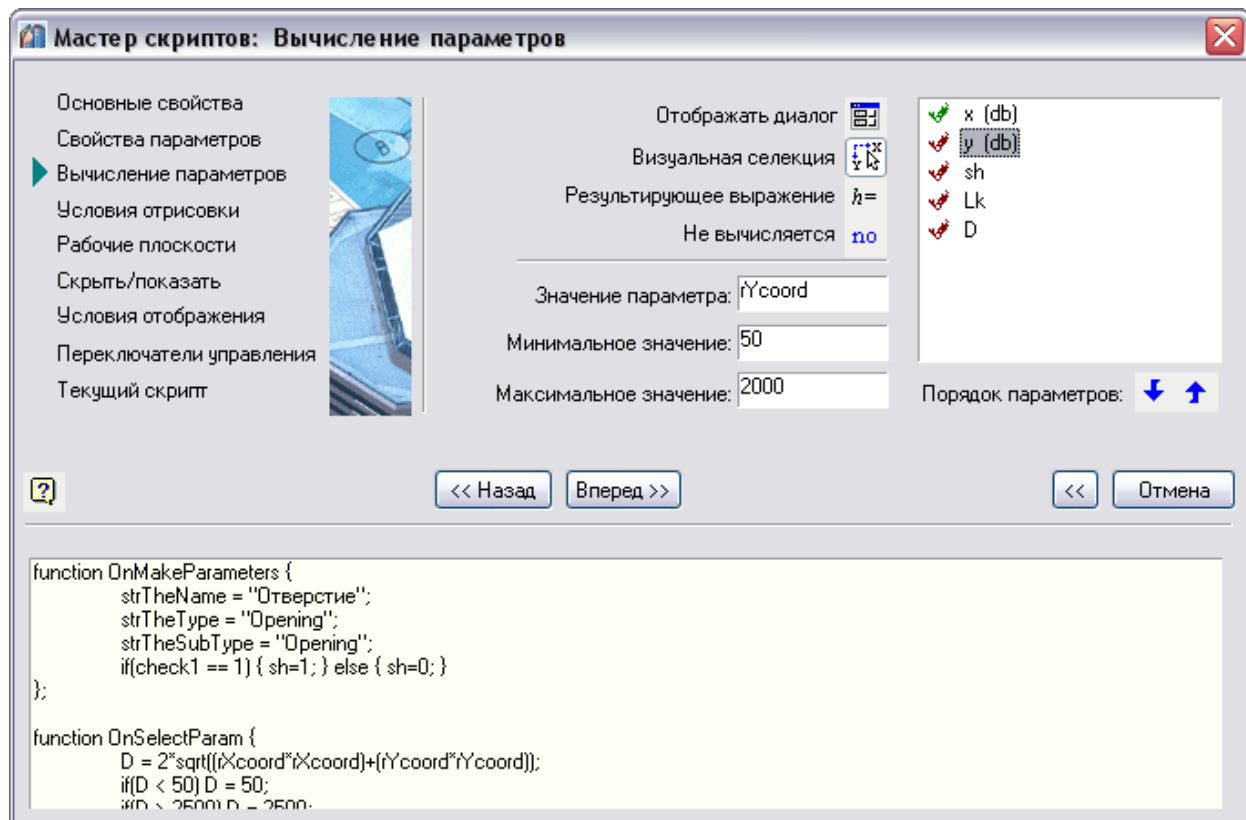 Мастер скриптов: Вычисление параметров
Основные свойства
Свойства параметров
Вычисление параметров
Условия отрисовки
Рабочие плоскости
Скрыть/показать
Условия отображения
Переключатели управления
Текущий скрипт
B
Отображать диалог
Визуальная селекция
Результирующее выражение h=
Не вычисляется no
Значение параметра: rYcoord
Минимальное значение: 50
Максимальное значение: 2000
x (db)
y (db)
sh
Lk
D
Порядок параметров:
<< Назад
Вперед >>
<<
Отмена
function OnMakeParameters {
strTheName = "Отверстие";
strTheType = "Opening";
strTheSubType = "Opening";
if(check1 == 1) { sh=1; } else { sh=0; }
};
function OnSelectParam {
D = 2*sqrt((rXcoord*rXcoord)+(rYcoord*rYcoord));
if(D < 50) D = 50;
if(D > 2500) D = 2500;